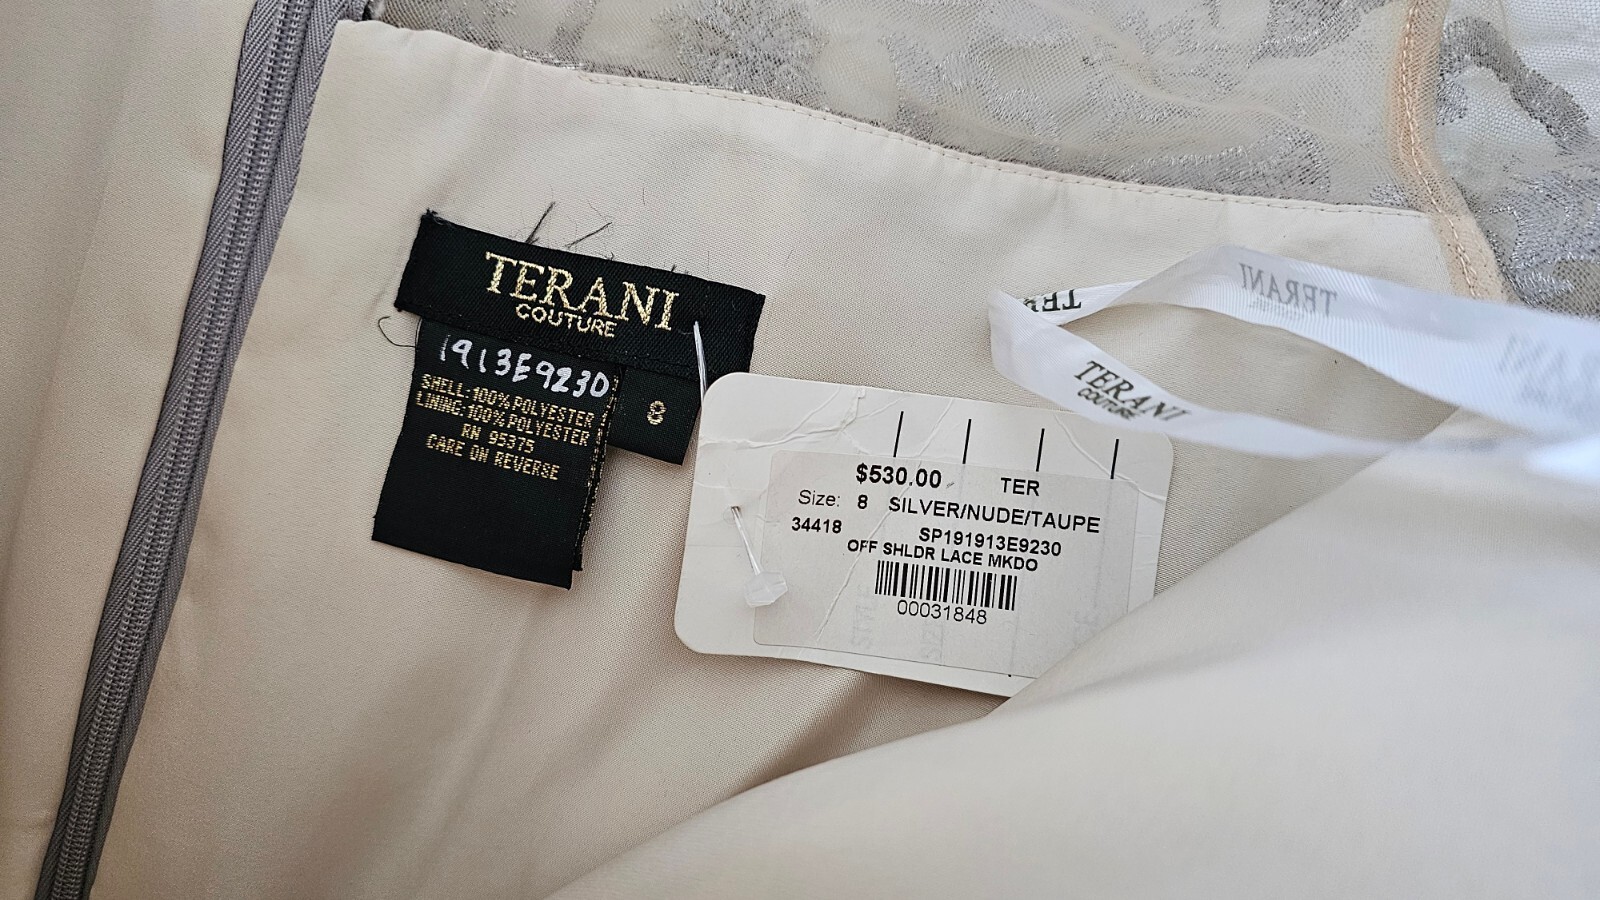 TERANI
COUTURE
1913E9230
SHELL: 100% POLYESTER
LINING: 100% POLYESTER
RN 95375
CARE ON REVERSE
8
$530.00 TER
Size: 8 SILVER/NUDE/TAUPE
34418 SP191913E9230
OFF SHLDR LACE MKDO
00031848
TERANI
TERANI
COUTURE